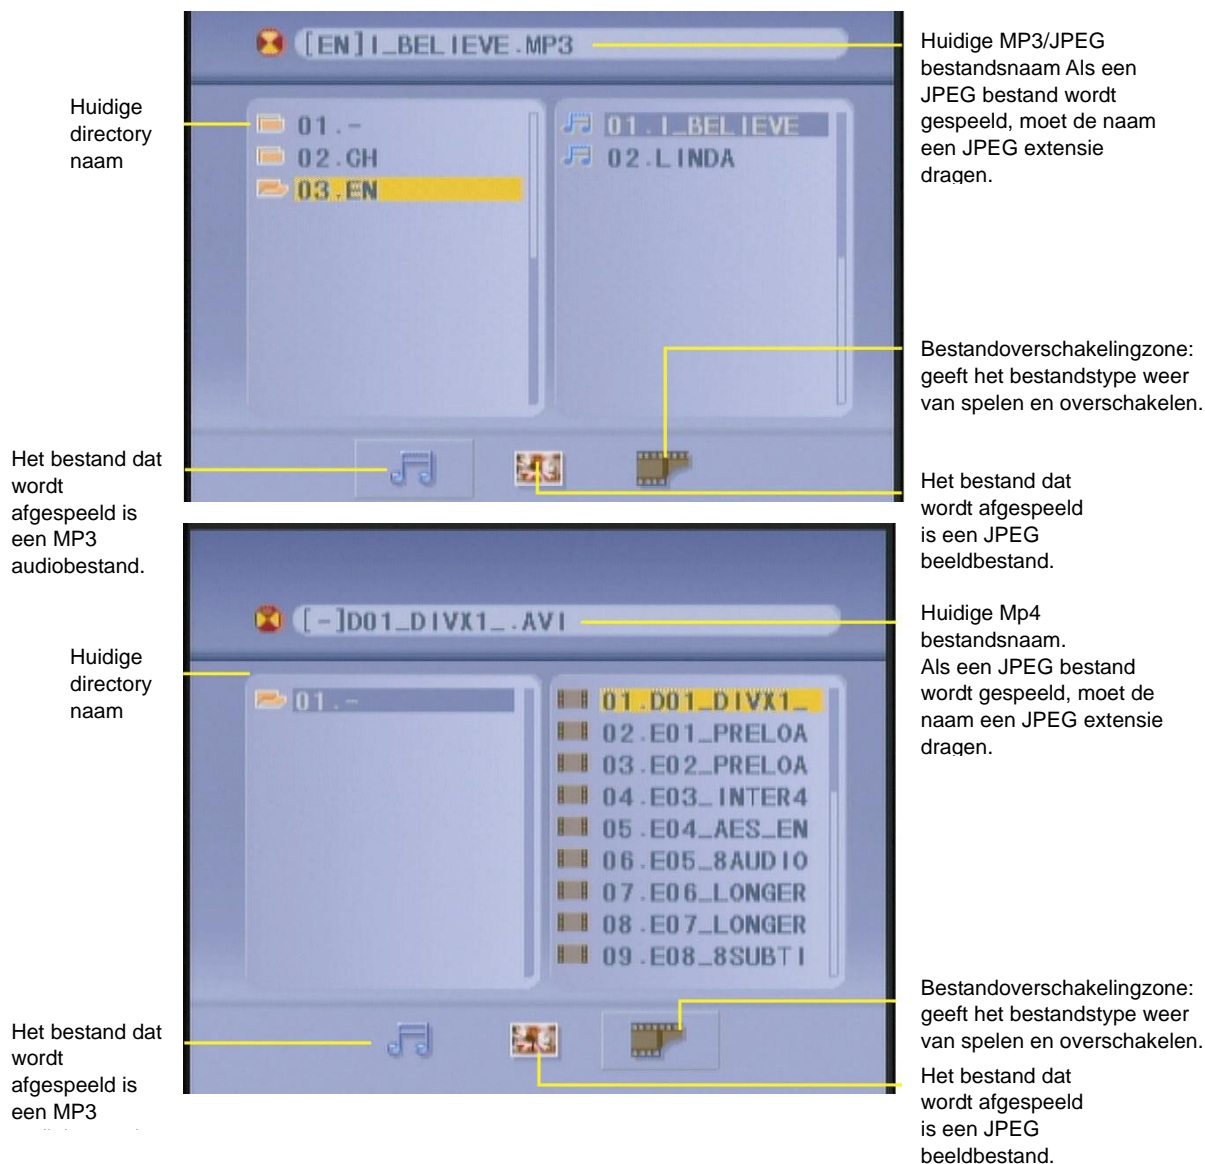 [EN]I_BELIEVE.MP3
Huidige MP3/JPEG
bestandsnaam Als een
JPEG bestand wordt
gespeeld, moet de naam
een JPEG extensie
dragen.
Huidige
directory
naam
01.-
02.CH
03.EN
01.I_BELIEVE
02.LINDA
Bestandoverschakelingzone:
geeft het bestandstype weer
van spelen en overschakelen.
Het bestand dat
wordt
afgespeeld is
een MP3
audiobestand.
Het bestand dat
wordt afgespeeld
is een JPEG
beeldbestand.
[-]D01_DIVX1_.AVI
Huidige Mp4
bestandsnaam.
Als een JPEG bestand
wordt gespeeld, moet de
naam een JPEG extensie
dragen.
Huidige
directory
naam
01.-
01.D01_DIVX1_
02.E01_PRELOA
03.E02_PRELOA
04.E03_INTER4
05.E04_AES_EN
06.E05_8AUDIO
07.E06_LONGER
08.E07_LONGER
09.E08_8SUBTI
Bestandoverschakelingzone:
geeft het bestandstype weer
van spelen en overschakelen.
Het bestand dat
wordt
afgespeeld is
een MP3
Het bestand dat
wordt afgespeeld
is een JPEG
beeldbestand.